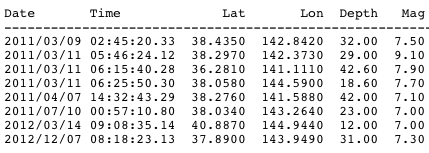 Date Time Lat Lon Depth Mag
2011/03/09 02:45:20.33 38.4350 142.8420 32.00 7.50
2011/03/11 05:46:24.12 38.2970 142.3730 29.00 9.10
2011/03/11 06:15:40.28 36.2810 141.1110 42.60 7.90
2011/03/11 06:25:50.30 38.0580 144.5900 18.60 7.70
2011/04/07 14:32:43.29 38.2760 141.5880 42.00 7.10
2011/07/10 00:57:10.80 38.0340 143.2640 23.00 7.00
2012/03/14 09:08:35.14 40.8870 144.9440 12.00 7.00
2012/12/07 08:18:23.13 37.8900 143.9490 31.00 7.30